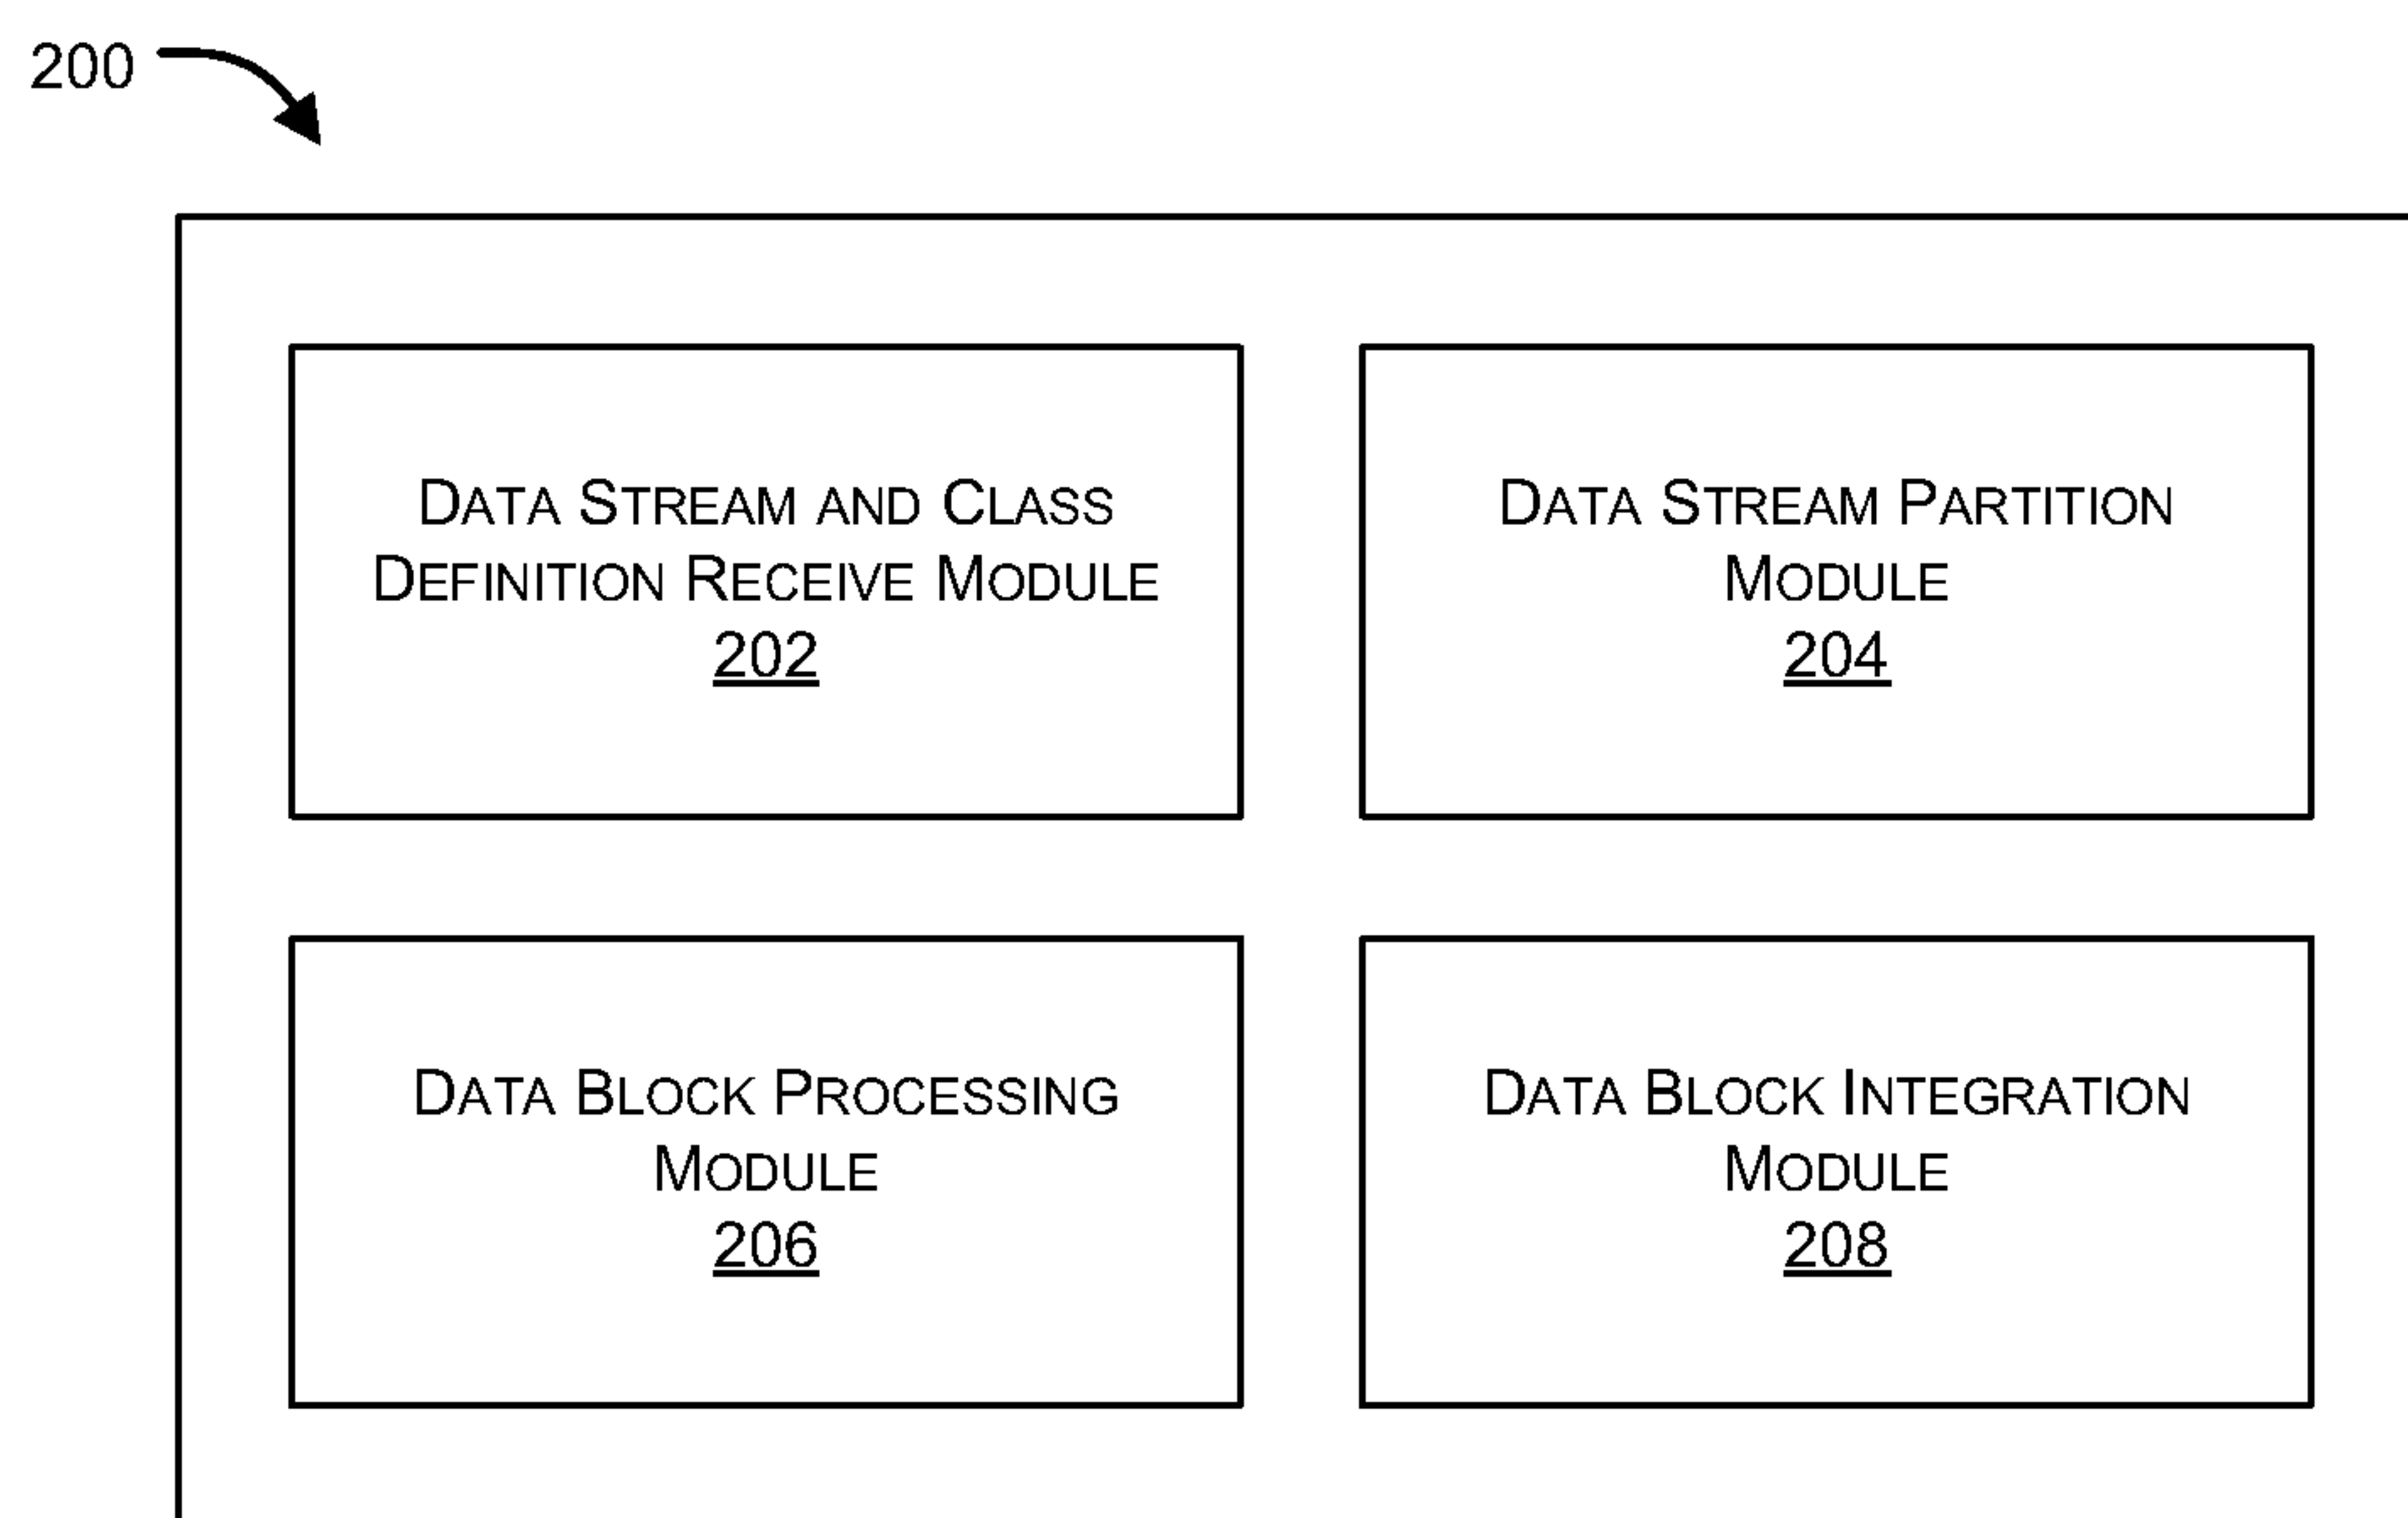 200
Data Stream and Class
Definition Receive Module
202
Data Stream Partition
Module
204
Data Block Processing
Module
206
Data Block Integration
Module
208